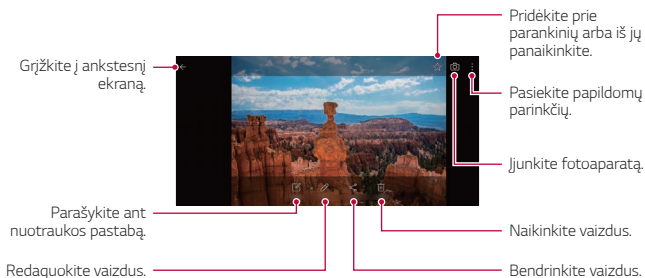 Pridėkite prie
parankinių arba iš jų
panaikinkite.
Grįžkite į ankstesnį
ekraną.
Pasiekite papildomų
parinkčių.
Įjunkite fotoaparatą.
Parašykite ant
nuotraukos pastabą.
Naikinkite vaizdus.
Redaguokite vaizdus.
Bendrinkite vaizdus.